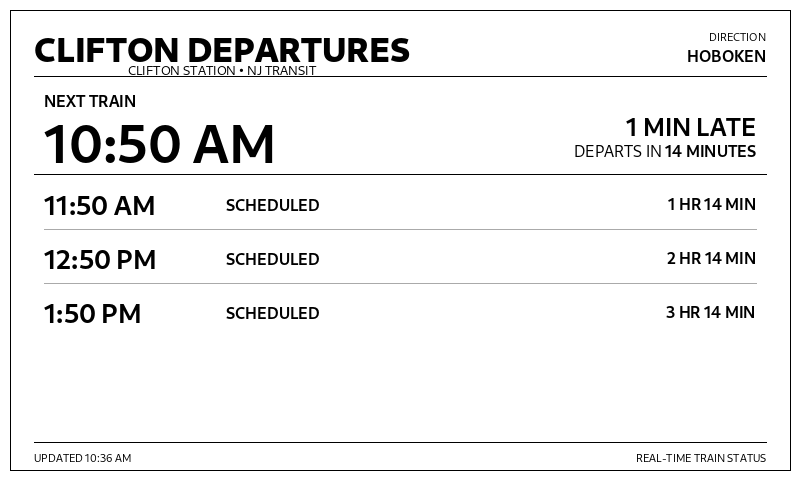 CLIFTON DEPARTURES
CLIFTON STATION • NJ TRANSIT
DIRECTION
HOBOKEN
NEXT TRAIN
10:50 AM
1 MIN LATE
DEPARTS IN 14 MINUTES
11:50 AM SCHEDULED 1 HR 14 MIN
12:50 PM SCHEDULED 2 HR 14 MIN
1:50 PM SCHEDULED 3 HR 14 MIN
UPDATED 10:36 AM
REAL-TIME TRAIN STATUS